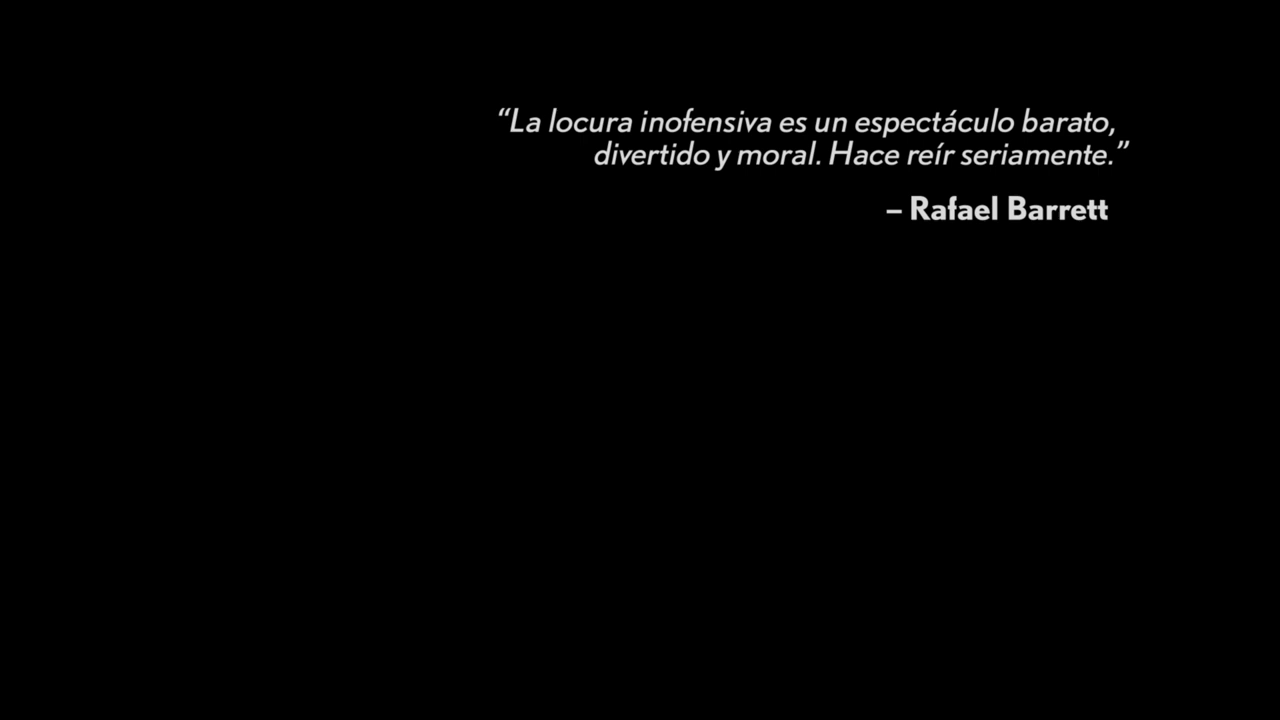 “La locura inofensiva es un espectáculo barato,
divertido y moral. Hace reír seriamente.”
– Rafael Barrett